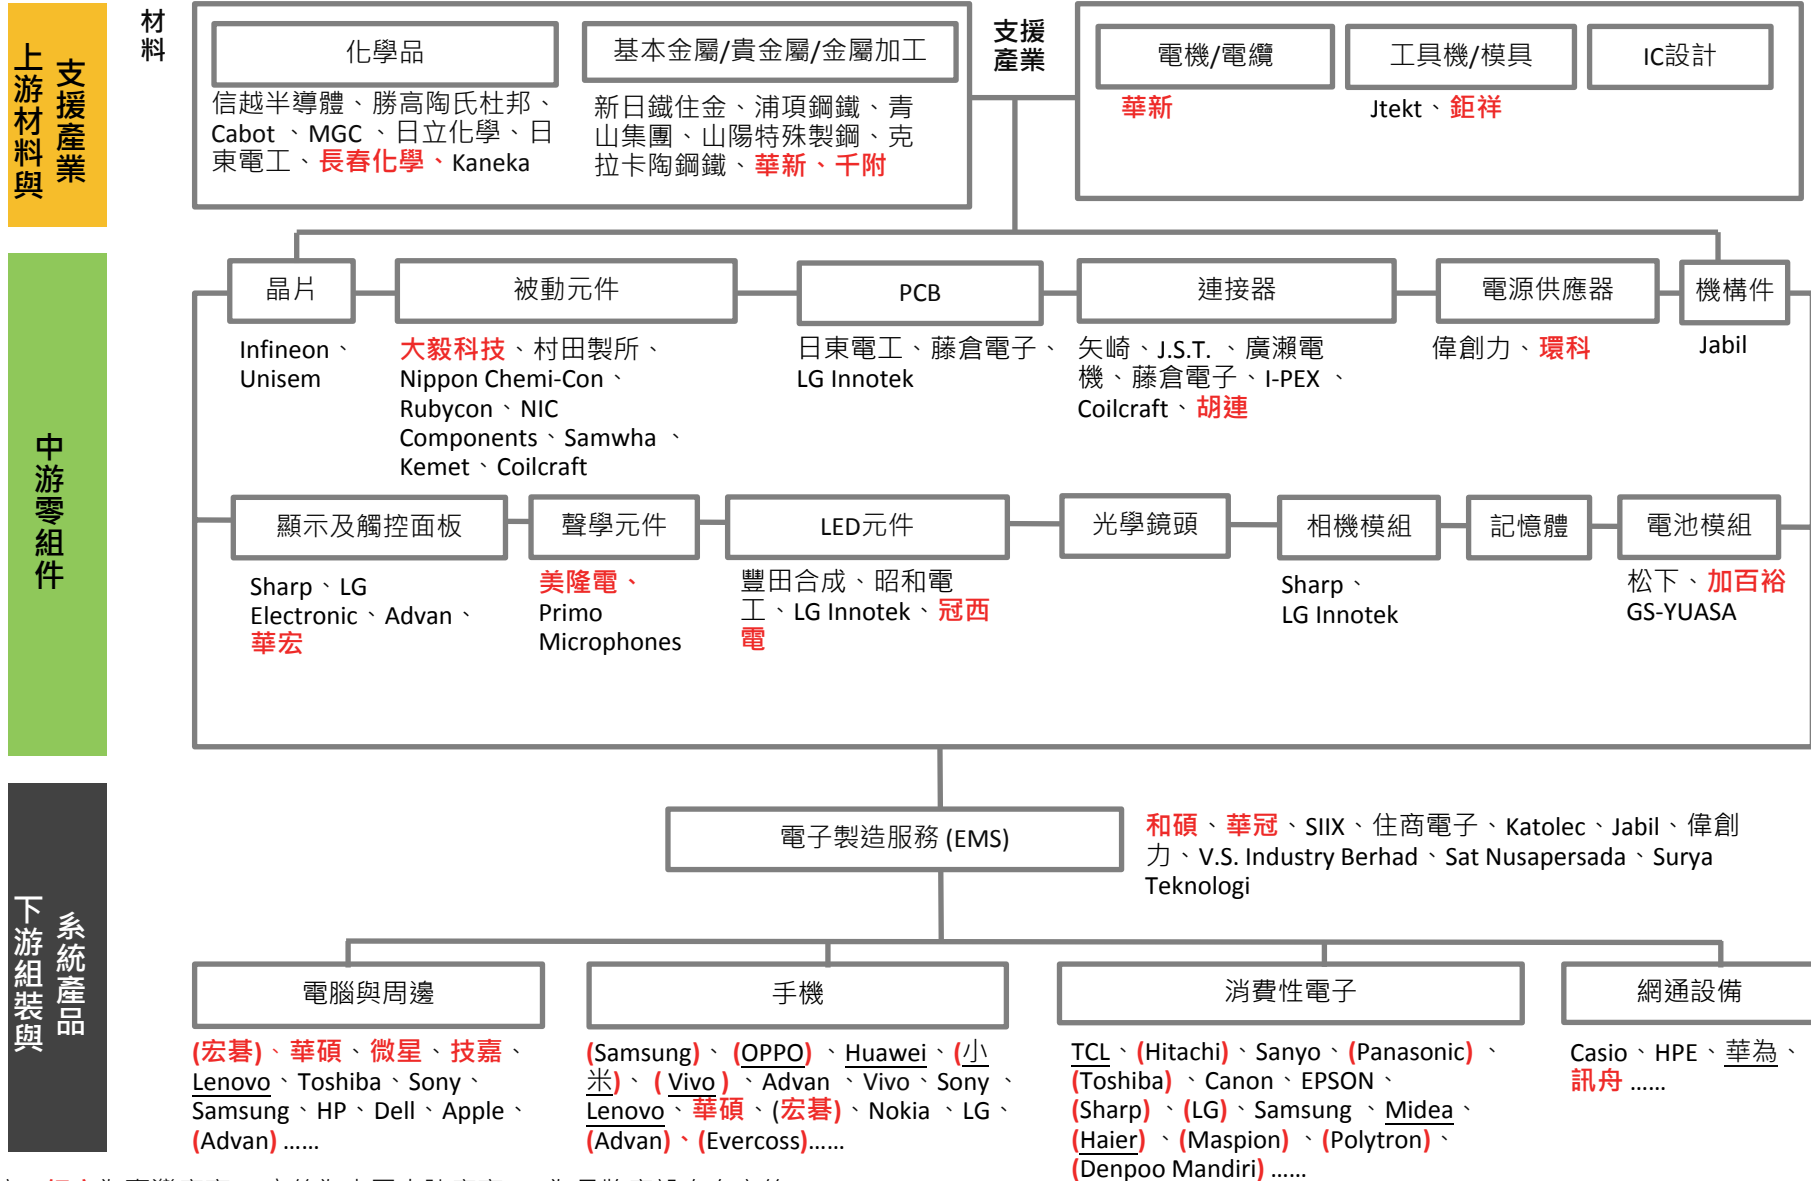 上游材料與
支援產業
材料
化學品
信越半導體、勝高陶氏杜邦、
Cabot 、MGC、日立化學、日
東電工、長春化學、Kaneka
基本金屬/貴金屬/金屬加工
新日鐵住金、浦項鋼鐵、青
山集團、山陽特殊製鋼、克
拉卡陶鋼鐵、華新、千附
支援
產業
電機/電纜
華新
工具機/模具
Jtekt、鉅祥
IC設計
中游零組件
晶片
Infineon、
Unisem
被動元件
大毅科技、村田製所、
Nippon Chemi-Con、
Rubycon、NIC
Components、Samwha 、
Kemet、Coilcraft
PCB
日東電工、藤倉電子、
LG Innotek
連接器
矢崎、J.S.T. 、廣瀨電
機、藤倉電子、I-PEX 、
Coilcraft、胡連
電源供應器
偉創力、環科
機構件
Jabil
顯示及觸控面板
Sharp、LG
Electronic、Advan、
華宏
聲學元件
美隆電、
Primo
Microphones
LED元件
豐田合成、昭和電
工、LG Innotek、冠西
電
光學鏡頭
相機模組
Sharp、
LG Innotek
記憶體
電池模組
松下、加百裕
GS-YUASA
下游組裝與
系統產品
電子製造服務 (EMS)
和碩、華冠、SIIX、住商電子、Katolec、Jabil、偉創
力、V.S. Industry Berhad、Sat Nusapersada、Surya
Teknologi
電腦與周邊
(宏碁)、華碩、微星、技嘉、
Lenovo、Toshiba、Sony、
Samsung、HP、Dell、Apple、
(Advan) ……
手機
(Samsung)、(OPPO)、Huawei、(小
米)、( Vivo )、Advan 、Vivo、Sony 、
Lenovo、華碩、(宏碁)、Nokia 、LG、
(Advan)、(Evercoss)……
消費性電子
TCL、(Hitachi)、Sanyo、(Panasonic) 、
(Toshiba) 、Canon、EPSON、
(Sharp) 、(LG)、Samsung 、Midea、
(Haier) 、(Maspion) 、(Polytron)、
(Denpoo Mandiri) ……
網通設備
Casio、HPE、華為、
訊舟 ……